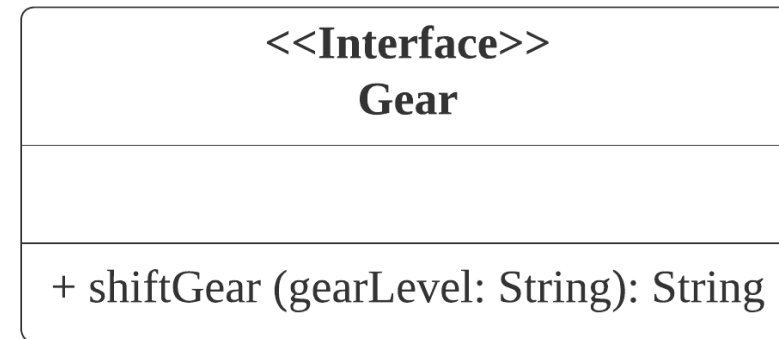 <<Interface>>
Gear
+ shiftGear (gearLevel: String): String